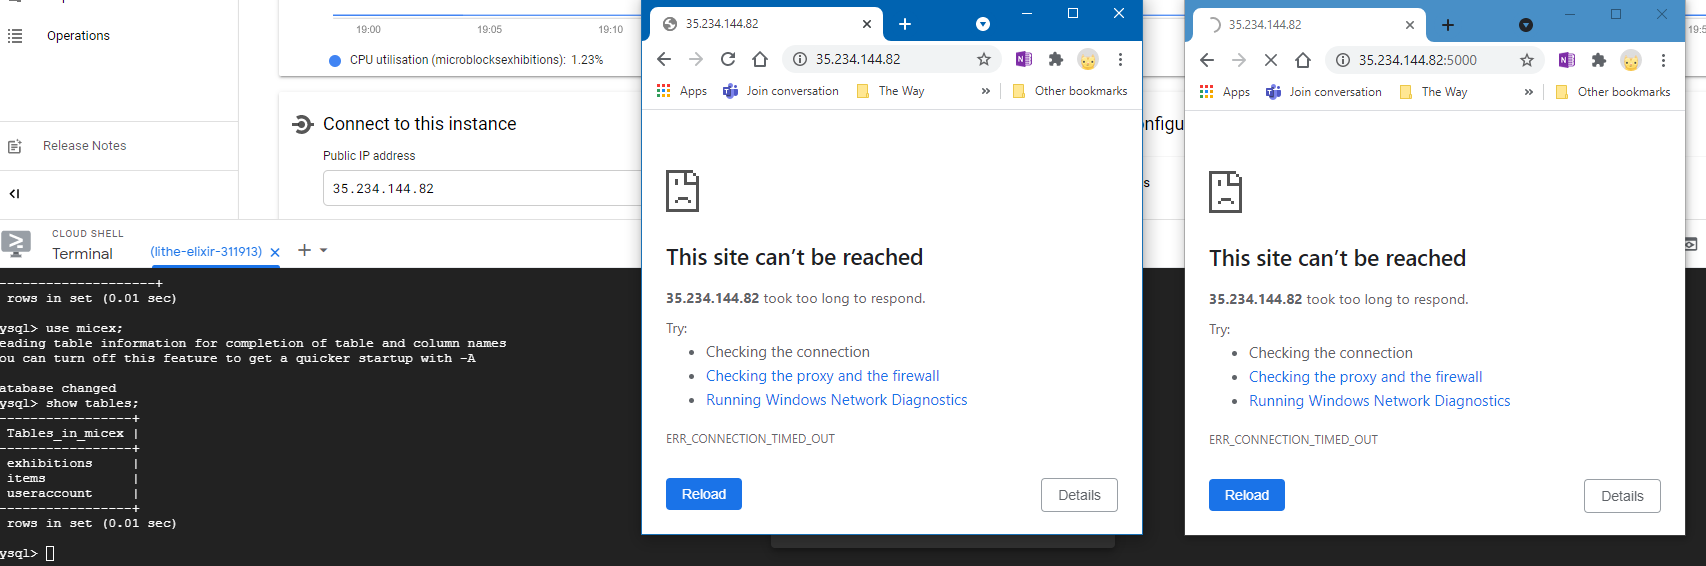 Operations
Release Notes
19:00
19:05
19:10
CPU utilisation (microblocksexhibitions): 1.23%
Connect to this instance
Public IP address
35.234.144.82
CLOUD SHELL
Terminal
(lithe-elixir-311913)
--------------------+
rows in set (0.01 sec)
ysql> use micex;
eading table information for completion of table and column names
ou can turn off this feature to get a quicker startup with -A
atabase changed
ysql> show tables;
-----------------+
Tables_in_micex |
-----------------+
exhibitions |
items |
useraccount |
-----------------+
rows in set (0.01 sec)
ysql>
35.234.144.82
35.234.144.82
Apps
Join conversation
The Way
»
Other bookmarks
This site can’t be reached
35.234.144.82 took too long to respond.
Try:
• Checking the connection
• Checking the proxy and the firewall
• Running Windows Network Diagnostics
ERR_CONNECTION_TIMED_OUT
Reload
Details
onfigu
s
35.234.144.82
35.234.144.82:5000
Apps
Join conversation
The Way
»
Other bookmarks
This site can’t be reached
35.234.144.82 took too long to respond.
Try:
• Checking the connection
• Checking the proxy and the firewall
• Running Windows Network Diagnostics
ERR_CONNECTION_TIMED_OUT
Reload
Details
19:5